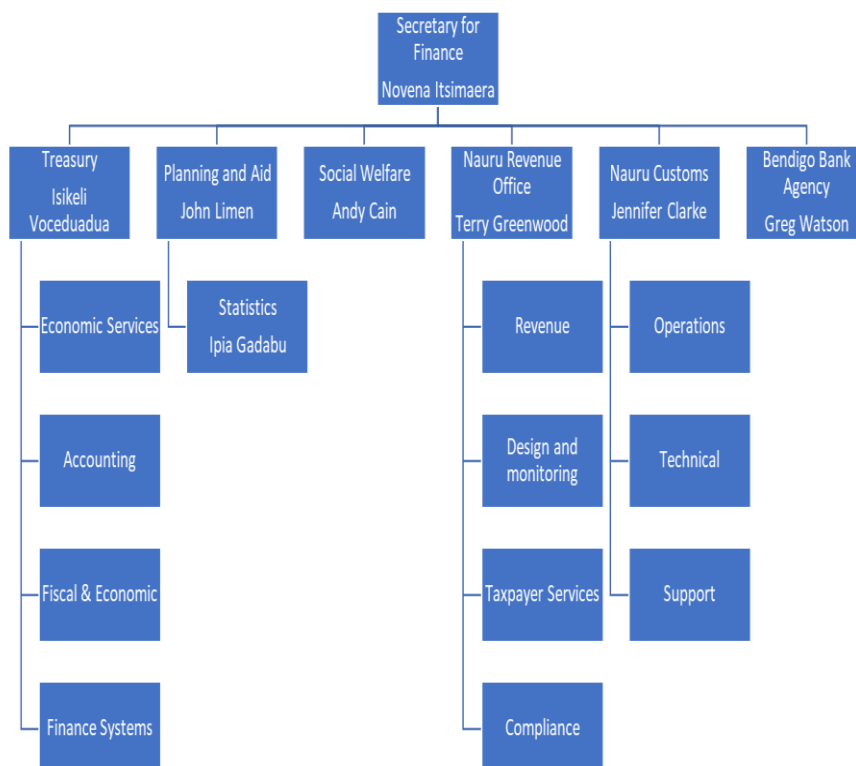 Secretary for
Finance
Novena Itsimaera
Treasury
Isikeli
Voceduadua
Planning and Aid
John Limen
Social Welfare
Andy Cain
Nauru Revenue
Office
Terry Greenwood
Nauru Customs
Jennifer Clarke
Bendigo Bank
Agency
Greg Watson
Economic Services
Accounting
Fiscal & Economic
Finance Systems
Statistics
Ipia Gadabu
Revenue
Design and
monitoring
Taxpayer Services
Compliance
Operations
Technical
Support